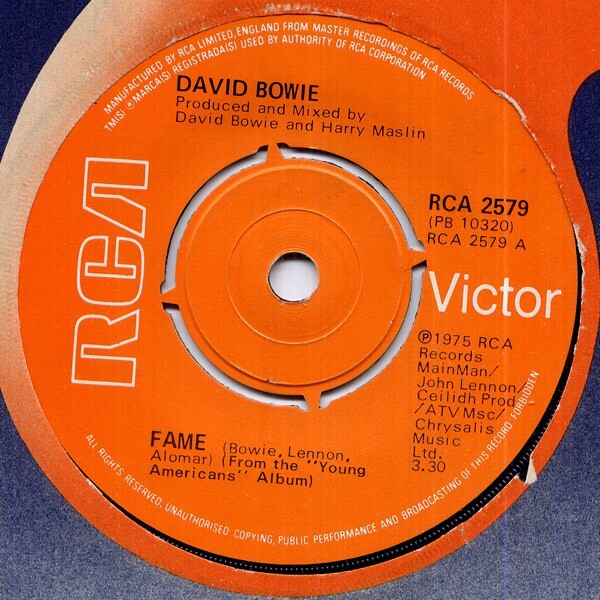 MANUFACTURED BY RCA LIMITED, ENGLAND FROM MASTER RECORDINGS OF RCA RECORDS
TM(S) ® MARCA(S) REGISTRADA(S) USED BY AUTHORITY OF RCA CORPORATION
DAVID BOWIE
Produced and Mixed by
David Bowie and Harry Maslin
RCA
RCA 2579
(PB 10320)
RCA 2579 A
Victor
℗1975 RCA
Records
MainMan/
John Lennon/
Ceilidh Prod
/ATV Msc/
Chrysalis
Music
Ltd.
3.30
FAME (Bowie, Lennon,
Alomar) (From the "Young
Americans" Album)
ALL RIGHTS RESERVED, UNAUTHORISED COPYING, PUBLIC PERFORMANCE AND BROADCASTING OF THIS RECORD FORBIDDEN